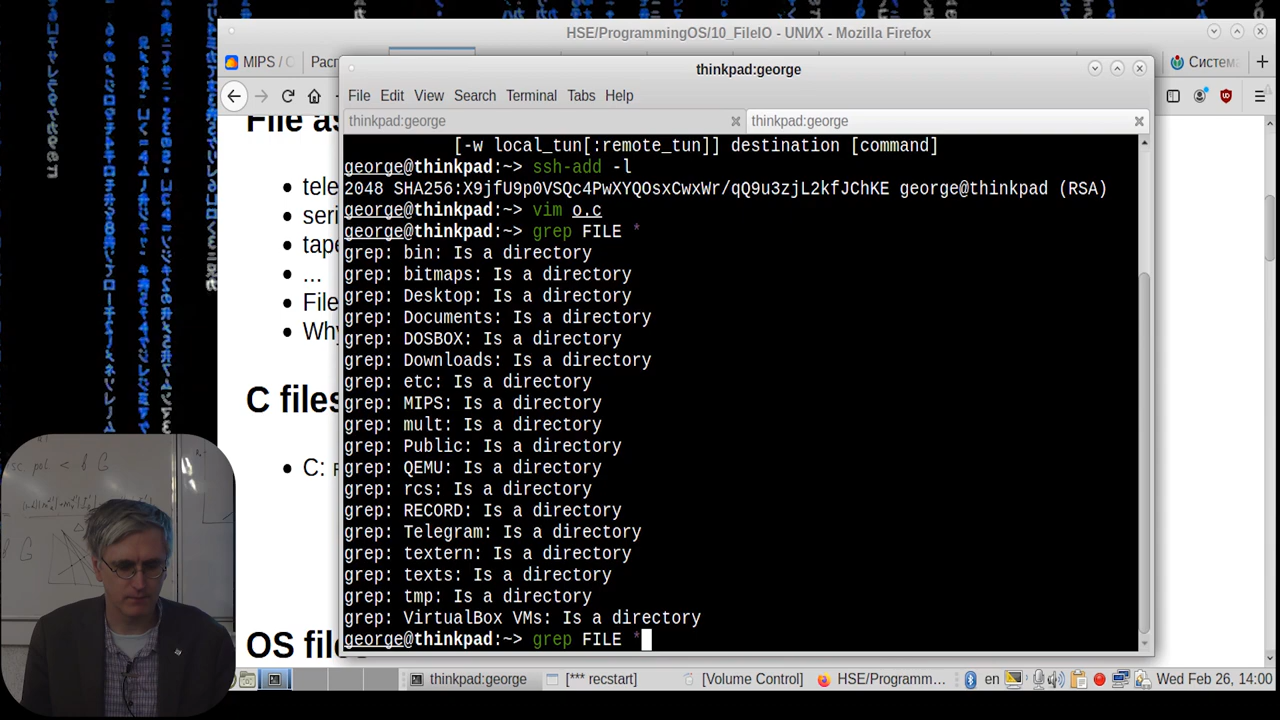 HSE/ProgrammingOS/10_FileIO - UNИX - Mozilla Firefox
MIPS / C
Расп
Систем
thinkpad:george
File Edit View Search Terminal Tabs Help
thinkpad:george
thinkpad:george
File as
tele
seri
tape
...
File
Why
C files
C:
OS file
[-w local_tun[:remote_tun]] destination [command]
george@thinkpad:~> ssh-add -l
2048 SHA256:X9jfU9p0VSQc4PwXYQOsxCwxWr/qQ9u3zjL2kfJChKE george@thinkpad (RSA)
george@thinkpad:~> vim o.c
george@thinkpad:~> grep FILE *
grep: bin: Is a directory
grep: bitmaps: Is a directory
grep: Desktop: Is a directory
grep: Documents: Is a directory
grep: DOSBOX: Is a directory
grep: Downloads: Is a directory
grep: etc: Is a directory
grep: MIPS: Is a directory
grep: mult: Is a directory
grep: Public: Is a directory
grep: QEMU: Is a directory
grep: rcs: Is a directory
grep: RECORD: Is a directory
grep: Telegram: Is a directory
grep: textern: Is a directory
grep: texts: Is a directory
grep: tmp: Is a directory
grep: VirtualBox VMs: Is a directory
george@thinkpad:~> grep FILE *
thinkpad:george
[*** recstart]
[Volume Control]
HSE/Programm...
en
Wed Feb 26, 14:00